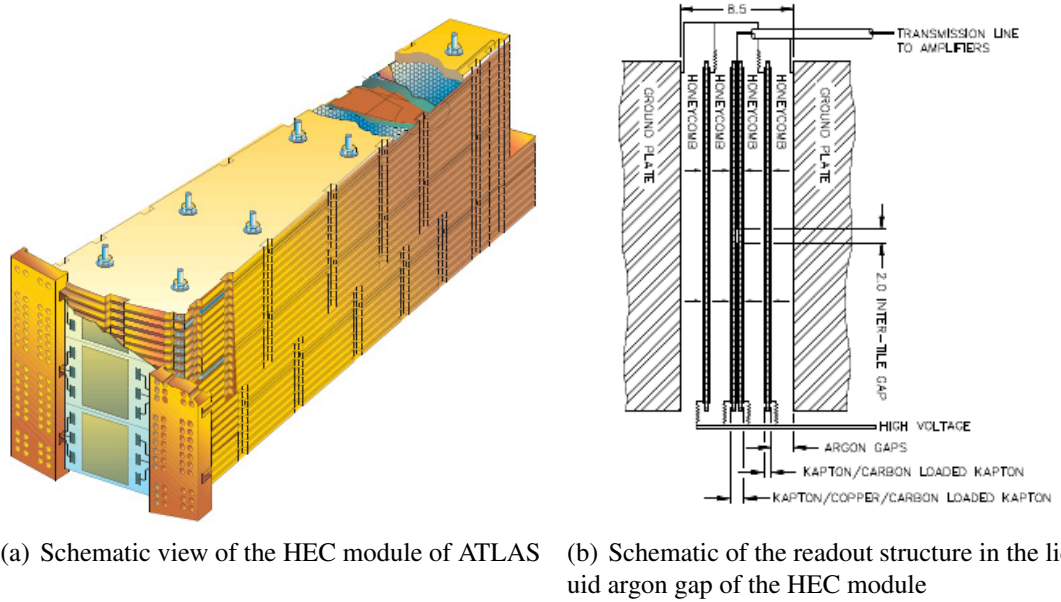 8.5
TRANSMISSION LINE
TO AMPLIFIERS
GROUND PLATE
HONEYCOMB
HONEYCOMB
HONEYCOMB
HONEYCOMB
GROUND PLATE
2.0 INTER-TILE GAP
HIGH VOLTAGE
ARGON GAPS
KAPTON/CARBON LOADED KAPTON
KAPTON/COPPER/CARBON LOADED KAPTON
(a) Schematic view of the HEC module of ATLAS
(b) Schematic of the readout structure in the li
uid argon gap of the HEC module